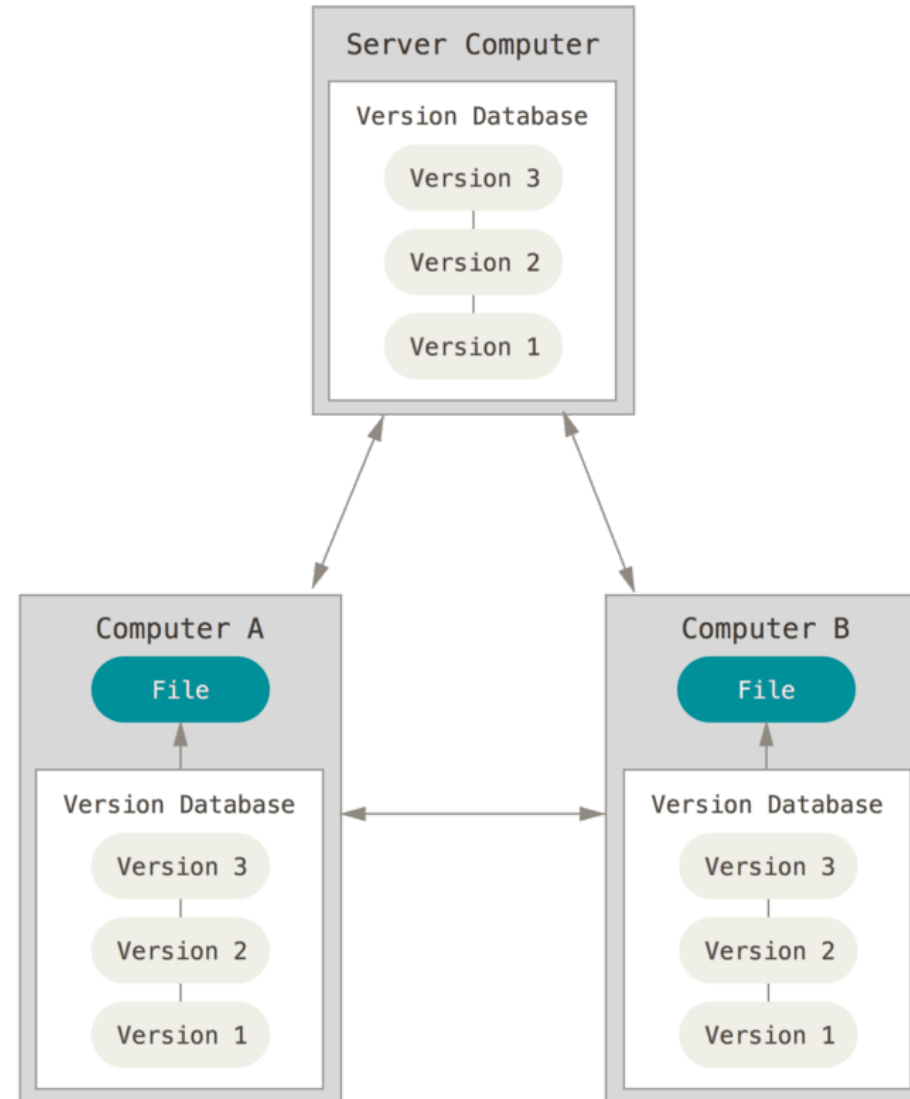 Server Computer
Version Database
Version 3
Version 2
Version 1
Computer A
File
Version Database
Version 3
Version 2
Version 1
Computer B
File
Version Database
Version 3
Version 2
Version 1